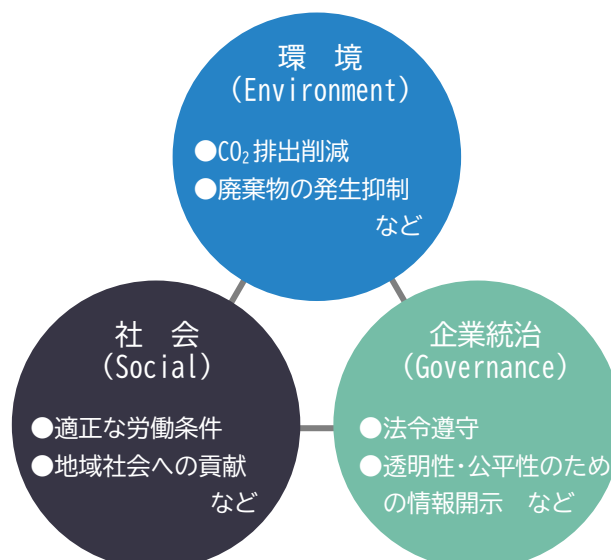 環　境
(Environment)
●CO₂排出削減
●廃棄物の発生抑制
など
社　会
(Social)
●適正な労働条件
●地域社会への貢献
など
企業統治
(Governance)
●法令遵守
●透明性・公平性のため
の情報開示　など